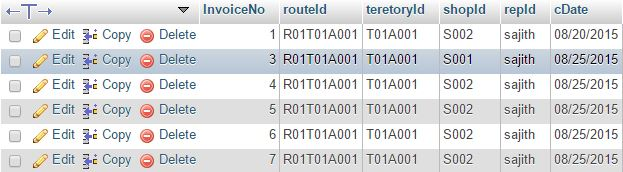 InvoiceNo routeId teretoryId shopId repId cDate
Edit Copy Delete 1 R01T01A001 T01A001 S002 sajith 08/20/2015
Edit Copy Delete 3 R01T01A001 T01A001 S001 sajith 08/25/2015
Edit Copy Delete 4 R01T01A001 T01A001 S002 sajith 08/25/2015
Edit Copy Delete 5 R01T01A001 T01A001 S002 sajith 08/25/2015
Edit Copy Delete 6 R01T01A001 T01A001 S002 sajith 08/25/2015
Edit Copy Delete 7 R01T01A001 T01A001 S002 sajith 08/25/2015